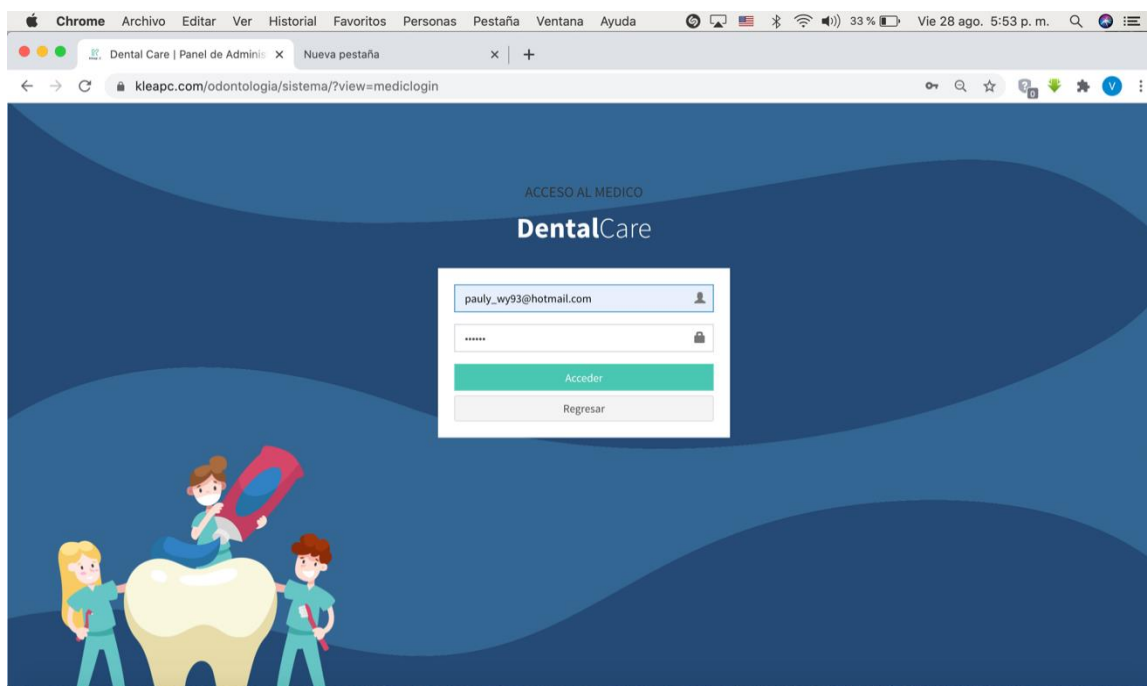 Chrome Archivo Editar Ver Historial Favoritos Personas Pestaña Ventana Ayuda 33 % Vie 28 ago. 5:53 p. m.
Dental Care | Panel de Adminis Nueva pestaña
kleapc.com/odontologia/sistema/?view=mediclogin
0 V
ACCESO AL MEDICO
DentalCare
pauly_wy93@hotmail.com
••••••
Acceder
Regresar